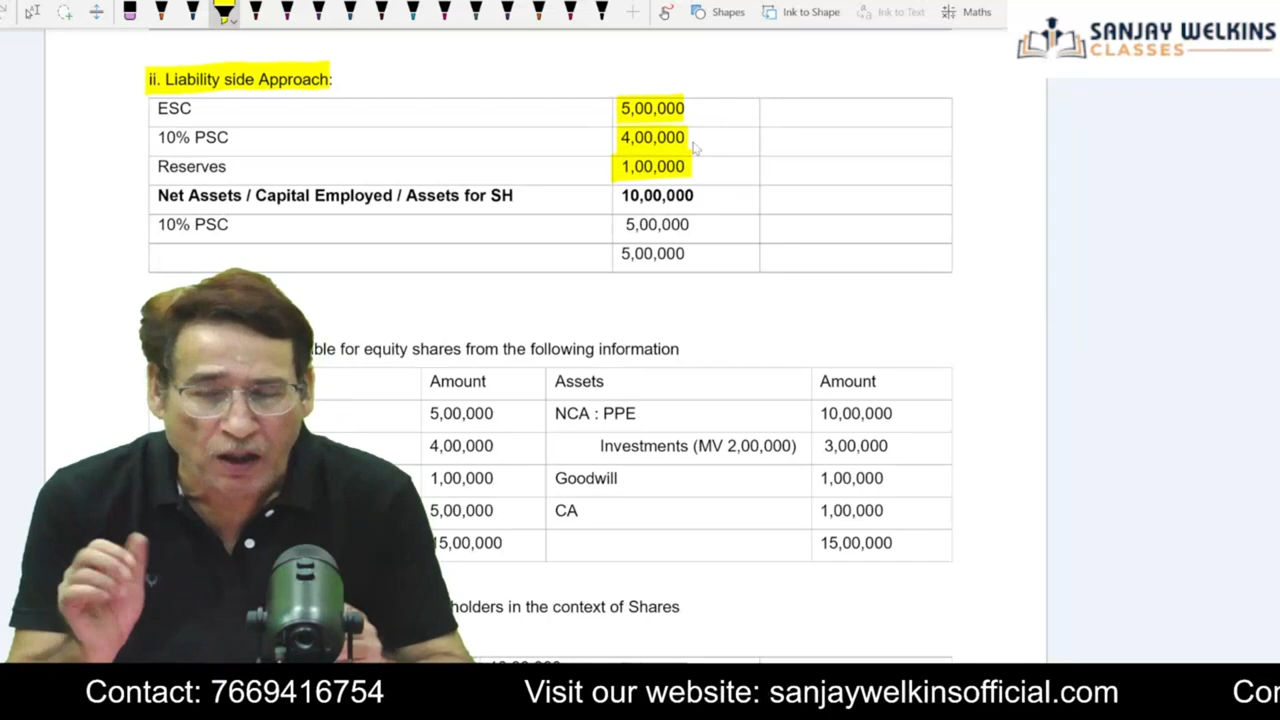 Shapes Ink to Shape Ink to Text Maths
SANJAY WELKINS
CLASSES
ii. Liability side Approach:
ESC 5,00,000
10% PSC 4,00,000
Reserves 1,00,000
Net Assets / Capital Employed / Assets for SH 10,00,000
10% PSC 5,00,000
5,00,000
for equity shares from the following information
Amount Assets Amount
5,00,000 NCA : PPE 10,00,000
4,00,000 Investments (MV 2,00,000) 3,00,000
1,00,000 Goodwill 1,00,000
5,00,000 CA 1,00,000
15,00,000 15,00,000
holders in the context of Shares
Contact: 7669416754 Visit our website: sanjaywelkinsofficial.com